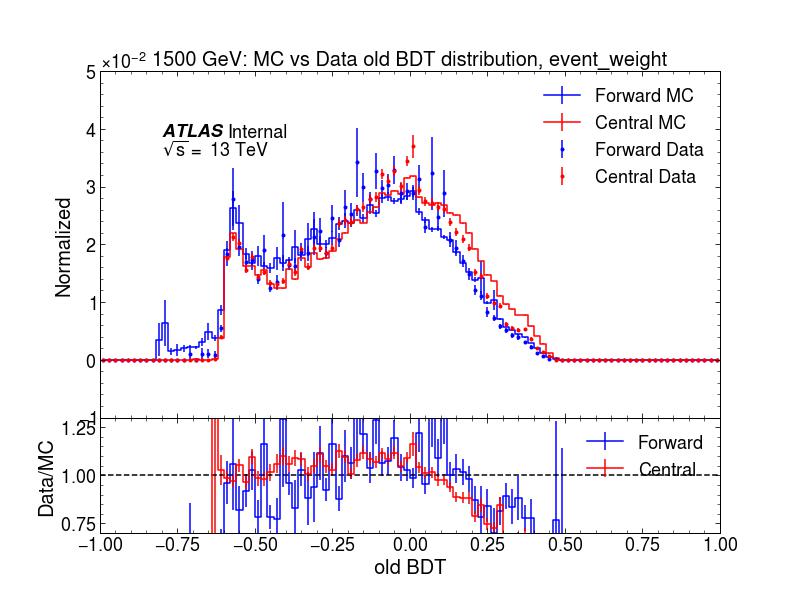 ×10⁻² 1500 GeV: MC vs Data old BDT distribution, event_weight
ATLAS Internal
√s = 13 TeV
Forward MC
Central MC
Forward Data
Central Data
Normalized
5
4
3
2
1
0
−1
Data/MC
1.25
1.00
0.75
Forward
Central
−1.00 −0.75 −0.50 −0.25 0.00 0.25 0.50 0.75 1.00
old BDT